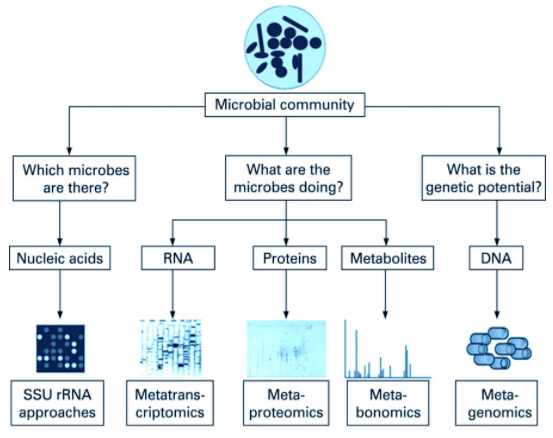 Microbial community
Which microbes
are there?
What are the
microbes doing?
What is the
genetic potential?
Nucleic acids
RNA
Proteins
Metabolites
DNA
SSU rRNA
approaches
Metatrans-
criptomics
Meta-
proteomics
Meta-
bonomics
Meta-
genomics